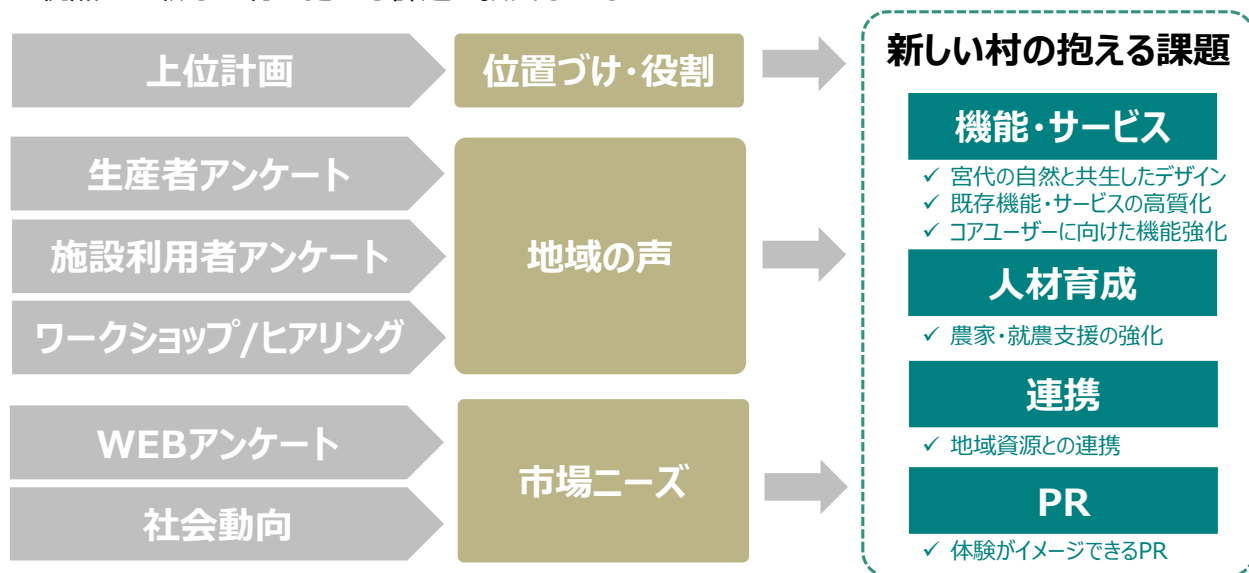 上位計画
位置づけ・役割
生産者アンケート
施設利用者アンケート
ワークショップ/ヒアリング
地域の声
WEBアンケート
社会動向
市場ニーズ
新しい村の抱える課題
機能・サービス
✓ 宮代の自然と共生したデザイン
✓ 既存機能・サービスの高質化
✓ コアユーザーに向けた機能強化
人材育成
✓ 農家・就農支援の強化
連携
✓ 地域資源との連携
PR
✓ 体験がイメージできるPR